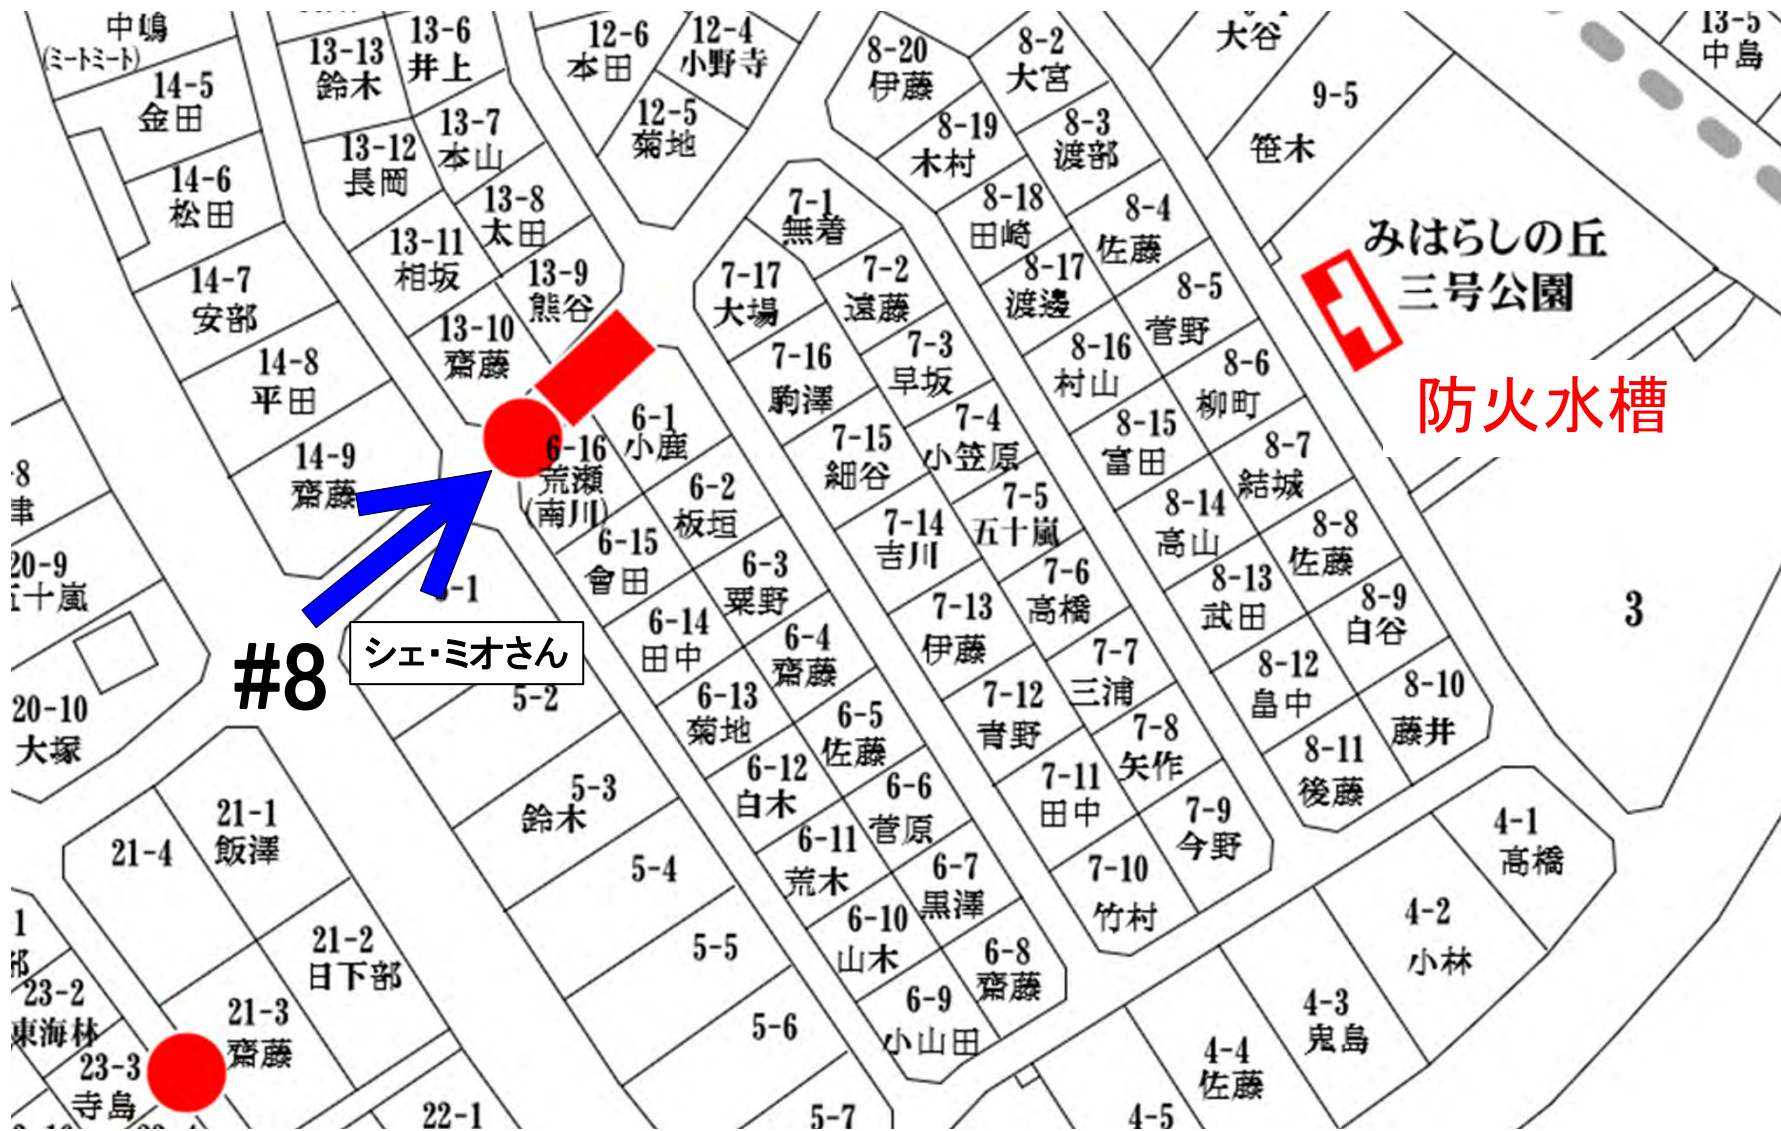 中嶋
(ミートミート)
14-5
金田
14-6
松田
14-7
安部
14-8
平田
14-9
齋藤
13-13
鈴木
13-6
井上
13-12
長岡
13-7
本山
13-8
太田
13-11
相坂
13-9
熊谷
13-10
齋藤
12-6
本田
12-4
小野寺
12-5
菊地
8-20
伊藤
8-2
大宮
8-19
木村
8-3
渡部
8-18
田崎
8-4
佐藤
8-17
渡邊
8-5
菅野
8-16
村山
8-6
柳町
8-15
富田
8-7
結城
8-14
高山
8-8
佐藤
8-13
武田
8-9
白谷
8-12
畠中
8-10
藤井
8-11
後藤
大谷
9-5
笹木
13-5
中島
みはらしの丘
三号公園
防火水槽
3
7-1
無着
7-17
大場
7-2
遠藤
7-16
駒澤
7-3
早坂
7-15
細谷
7-4
小笠原
7-14
吉川
7-5
五十嵐
7-13
伊藤
7-6
高橋
7-12
青野
7-7
三浦
7-11
田中
7-8
矢作
7-10
竹村
7-9
今野
6-1
小鹿
6-16
荒瀬
(南川)
6-2
板垣
6-15
會田
6-3
粟野
6-14
田中
6-4
齋藤
6-13
菊地
6-5
佐藤
6-12
白木
6-6
菅原
6-11
荒木
6-7
黒澤
6-10
山木
6-8
齋藤
6-9
小山田
-8
津
20-9
五十嵐
20-10
大塚
#8
-1
シェ・ミオさん
5-2
5-3
鈴木
5-4
5-5
5-6
5-7
21-1
飯澤
21-4
21-2
日下部
21-3
齋藤
1
部
23-2
東海林
23-3
寺島
22-1
4-1
高橋
4-2
小林
4-3
鬼島
4-4
佐藤
4-5